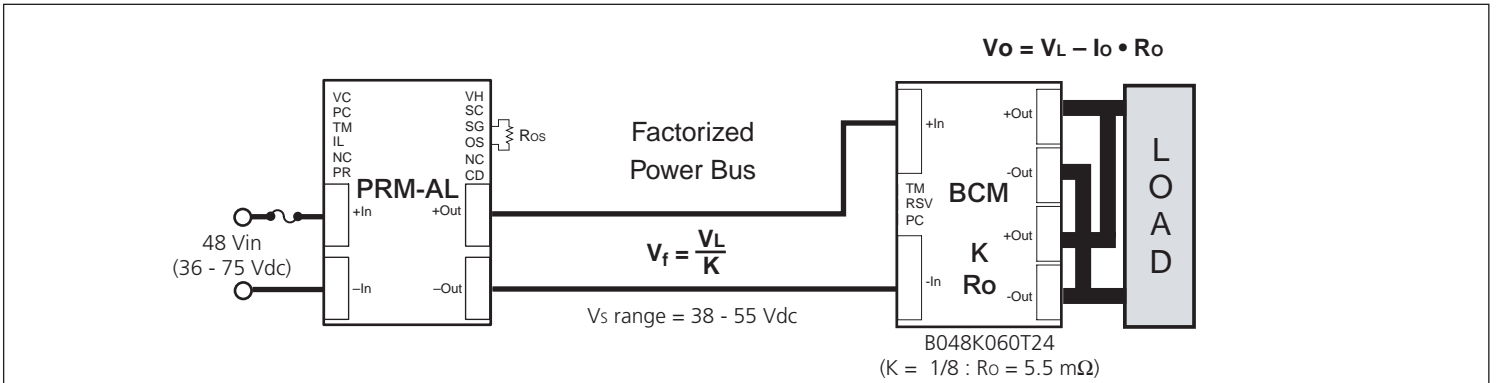 Vo = VL – Io • Ro
VC
PC
TM
IL
NC
PR
VH
SC
SG
OS
NC
CD
ROS
PRM-AL
+In
+Out
–In
–Out
48 Vin
(36 - 75 Vdc)
Factorized
Power Bus
Vf = VL
K
Vs range = 38 - 55 Vdc
+In
TM
RSV
PC
-In
BCM
K
Ro
+Out
-Out
+Out
-Out
LOAD
B048K060T24
(K = 1/8 : Ro = 5.5 mΩ)